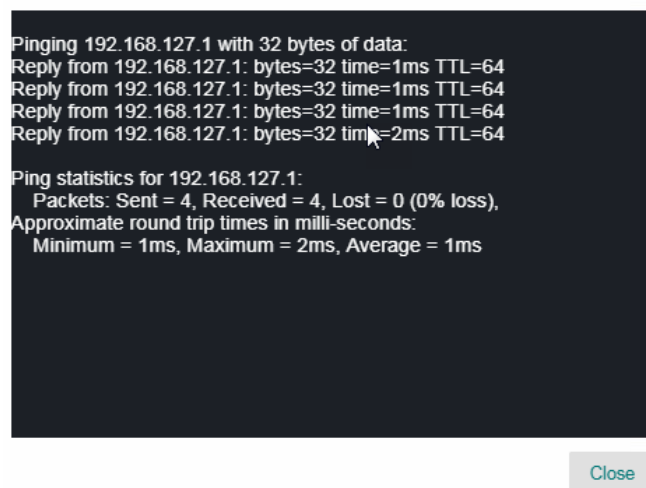 Pinging 192.168.127.1 with 32 bytes of data:
Reply from 192.168.127.1: bytes=32 time=1ms TTL=64
Reply from 192.168.127.1: bytes=32 time=1ms TTL=64
Reply from 192.168.127.1: bytes=32 time=1ms TTL=64
Reply from 192.168.127.1: bytes=32 time=2ms TTL=64
Ping statistics for 192.168.127.1:
Packets: Sent = 4, Received = 4, Lost = 0 (0% loss),
Approximate round trip times in milli-seconds:
Minimum = 1ms, Maximum = 2ms, Average = 1ms
Close